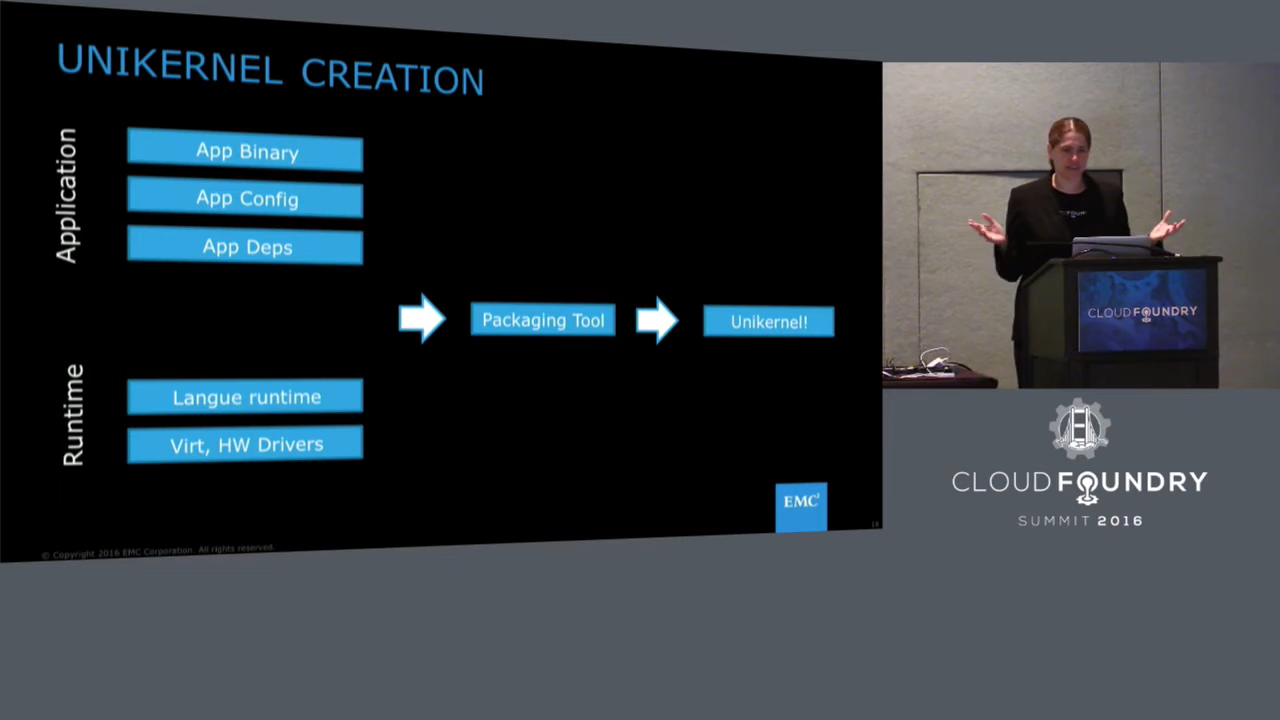 UNIKERNEL CREATION
Application
App Binary
App Config
App Deps
Packaging Tool
Unikernel!
Runtime
Langue runtime
Virt, HW Drivers
EMC²
© Copyright 2016 EMC Corporation. All rights reserved.
CLOUD FOUNDRY
CLOUD FOUNDRY
SUMMIT 2016